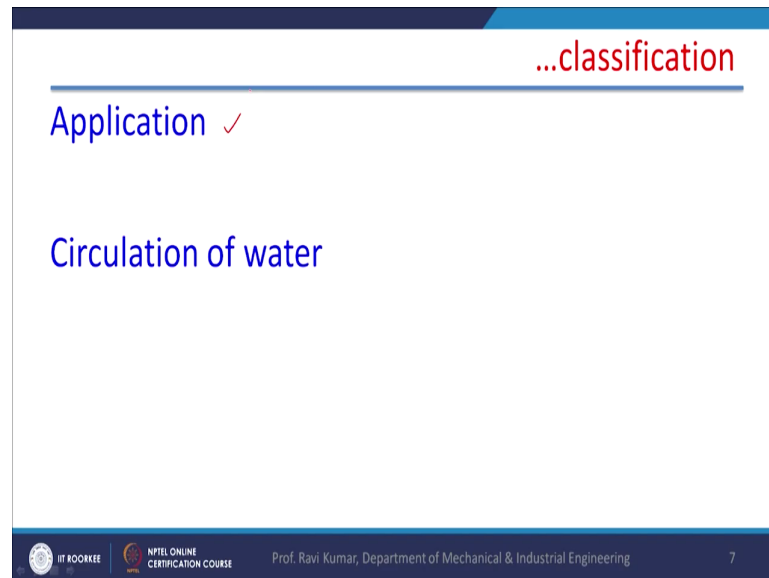 ...classification
Application ✓
Circulation of water
IIT ROORKEE
NPTEL ONLINE
CERTIFICATION COURSE
Prof. Ravi Kumar, Department of Mechanical & Industrial Engineering
7